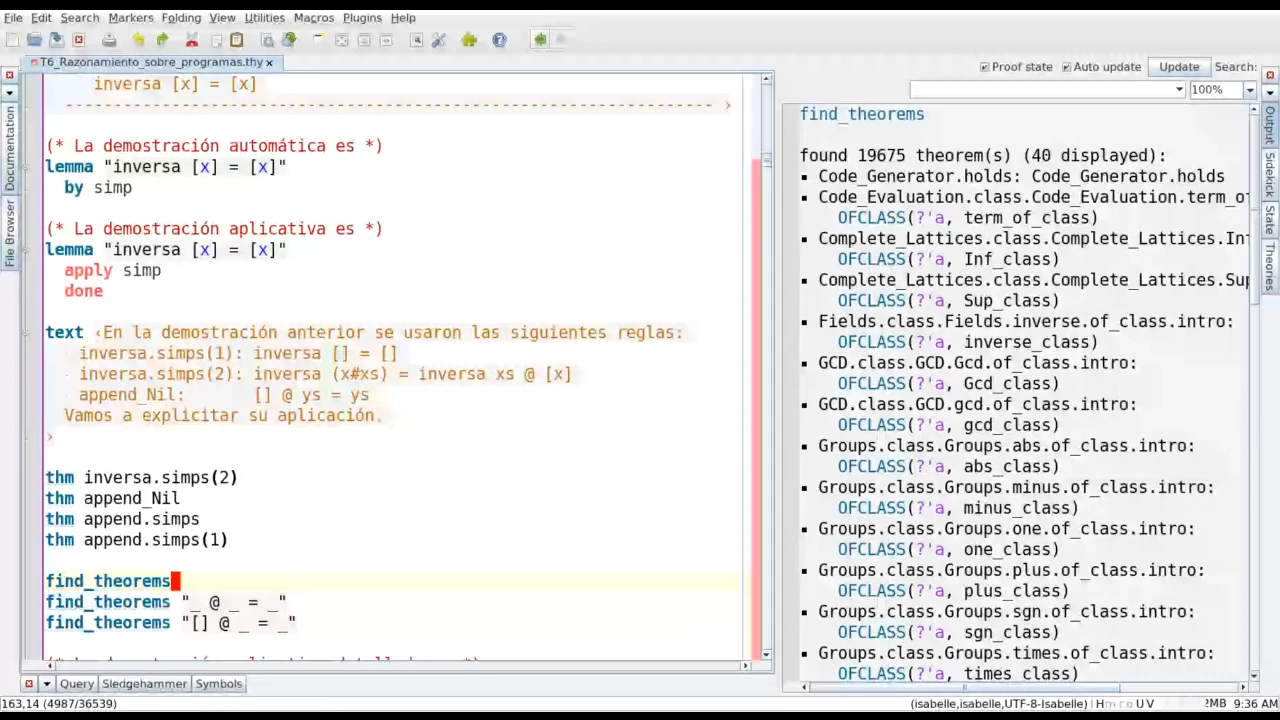 File Edit Search Markers Folding View Utilities Macros Plugins Help
T6_Razonamiento_sobre_programas.thy
Proof state Auto update Update Search:
100%
Documentation
File Browser
inversa [x] = [x]
------------------------------------------------------------------- ›
(* La demostración automática es *)
lemma "inversa [x] = [x]"
by simp
(* La demostración aplicativa es *)
lemma "inversa [x] = [x]"
apply simp
done
text ‹En la demostración anterior se usaron las siguientes reglas:
· inversa.simps(1): inversa [] = []
· inversa.simps(2): inversa (x#xs) = inversa xs @ [x]
· append_Nil: [] @ ys = ys
Vamos a explicitar su aplicación.
›
thm inversa.simps(2)
thm append_Nil
thm append.simps
thm append.simps(1)
find_theorems
find_theorems "_ @ _ = _"
find_theorems "[] @ _ = _"
find_theorems
found 19675 theorem(s) (40 displayed):
▪ Code_Generator.holds: Code_Generator.holds
▪ Code_Evaluation.class.Code_Evaluation.term_o
OFCLASS(?'a, term_of_class)
▪ Complete_Lattices.class.Complete_Lattices.In
OFCLASS(?'a, Inf_class)
▪ Complete_Lattices.class.Complete_Lattices.Su
OFCLASS(?'a, Sup_class)
▪ Fields.class.Fields.inverse.of_class.intro:
OFCLASS(?'a, inverse_class)
▪ GCD.class.GCD.Gcd.of_class.intro:
OFCLASS(?'a, Gcd_class)
▪ GCD.class.GCD.gcd.of_class.intro:
OFCLASS(?'a, gcd_class)
▪ Groups.class.Groups.abs.of_class.intro:
OFCLASS(?'a, abs_class)
▪ Groups.class.Groups.minus.of_class.intro:
OFCLASS(?'a, minus_class)
▪ Groups.class.Groups.one.of_class.intro:
OFCLASS(?'a, one_class)
▪ Groups.class.Groups.plus.of_class.intro:
OFCLASS(?'a, plus_class)
▪ Groups.class.Groups.sgn.of_class.intro:
OFCLASS(?'a, sgn_class)
▪ Groups.class.Groups.times.of_class.intro:
OFCLASS(?'a, times_class)
Output
Sidekick
State
Theories
Query Sledgehammer Symbols
163,14 (4987/36539)
(isabelle,isabelle,UTF-8-Isabelle) 9:36 AM